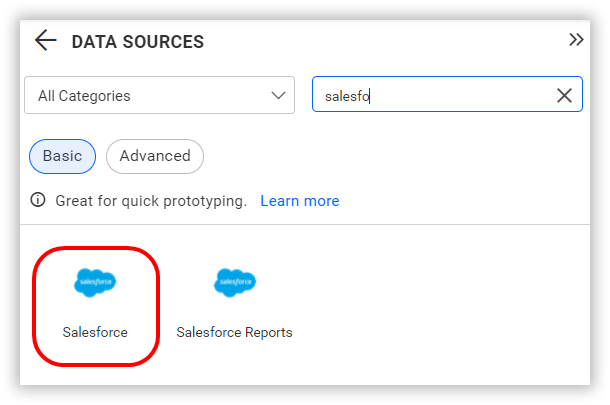 DATA SOURCES
All Categories
salesfo
Basic
Advanced
Great for quick prototyping. Learn more
salesforce
salesforce
Salesforce
Salesforce Reports